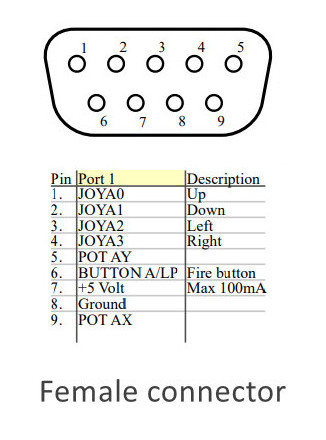 1 2 3 4 5
6 7 8 9
Pin Port 1 Description
1. JOYA0 Up
2. JOYA1 Down
3. JOYA2 Left
4. JOYA3 Right
5. POT AY
6. BUTTON A/LP Fire button
7. +5 Volt Max 100mA
8. Ground
9. POT AX
Female connector